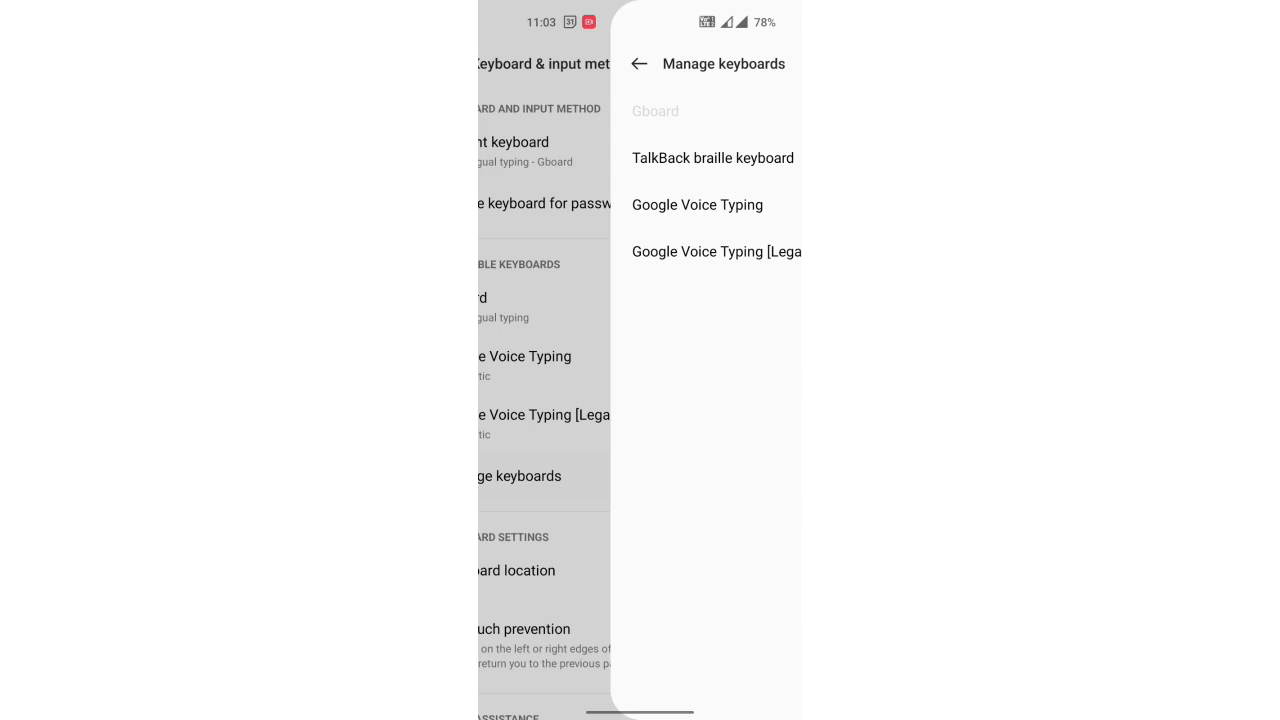 11:03 31
Keyboard & input met
ARD AND INPUT METHOD
nt keyboard
gual typing - Gboard
e keyboard for passw
BLE KEYBOARDS
rd
gual typing
e Voice Typing
tic
e Voice Typing [Lega
tic
ge keyboards
ARD SETTINGS
oard location
uch prevention
on the left or right edges of
return you to the previous pa
ASSISTANCE
78%
Manage keyboards
Gboard
TalkBack braille keyboard
Google Voice Typing
Google Voice Typing [Lega